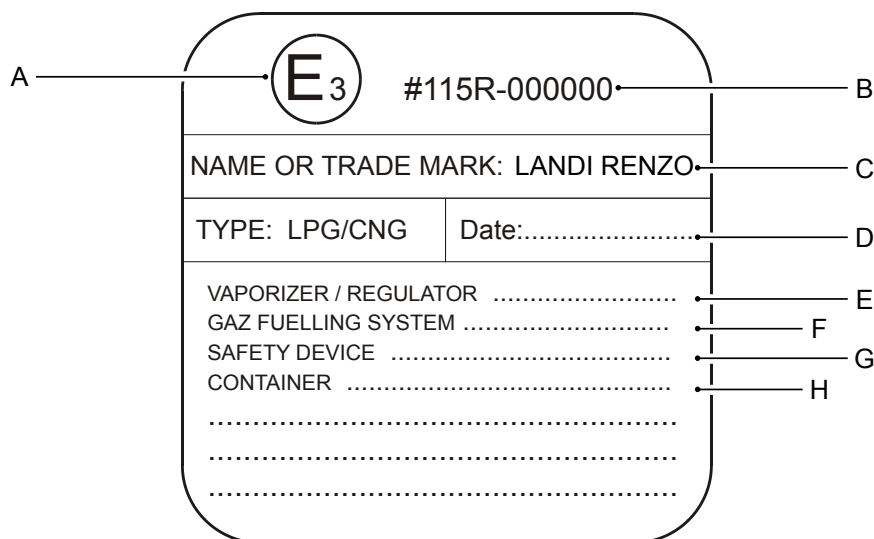 A
E3
#115R-000000
B
NAME OR TRADE MARK: LANDI RENZO
C
TYPE: LPG/CNG
Date:.......................
D
VAPORIZER / REGULATOR .........................
E
GAZ FUELLING SYSTEM ............................
F
SAFETY DEVICE ......................................
G
CONTAINER ............................................
H
...................................................
...................................................
...................................................